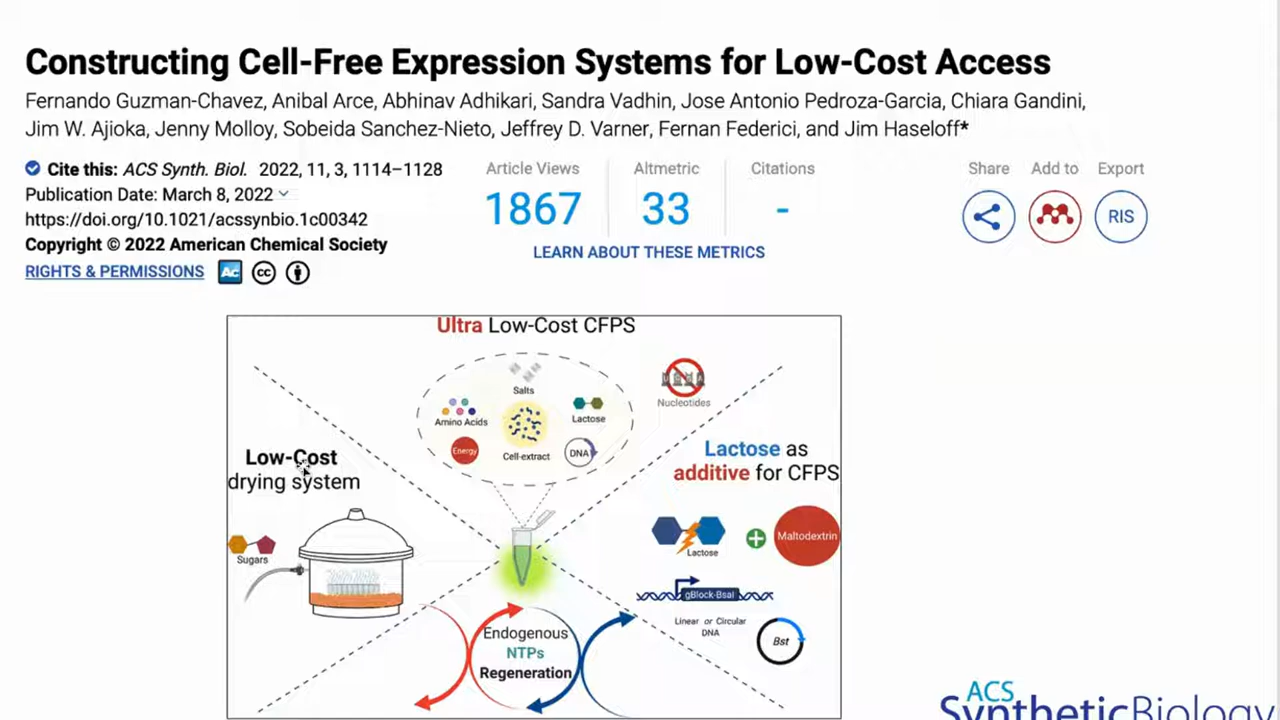 Constructing Cell-Free Expression Systems for Low-Cost Access
Fernando Guzman-Chavez, Anibal Arce, Abhinav Adhikari, Sandra Vadhin, Jose Antonio Pedroza-Garcia, Chiara Gandini,
Jim W. Ajioka, Jenny Molloy, Sobeida Sanchez-Nieto, Jeffrey D. Varner, Fernan Federici, and Jim Haseloff*
Cite this: ACS Synth. Biol. 2022, 11, 3, 1114–1128
Publication Date: March 8, 2022
https://doi.org/10.1021/acssynbio.1c00342
Copyright © 2022 American Chemical Society
RIGHTS & PERMISSIONS
Ac
cc
Article Views
1867
Altmetric
33
Citations
-
LEARN ABOUT THESE METRICS
Share
Add to
Export
RIS
Ultra Low-Cost CFPS
Salts
Amino Acids
Lactose
Energy
Cell-extract
DNA
Nucleotides
Low-Cost
drying system
Sugars
Lactose as
additive for CFPS
Lactose
Maltodextrin
gBlock-BsaI
Linear or Circular
DNA
Bst
Endogenous
NTPs
Regeneration
ACS
SyntheticBiology